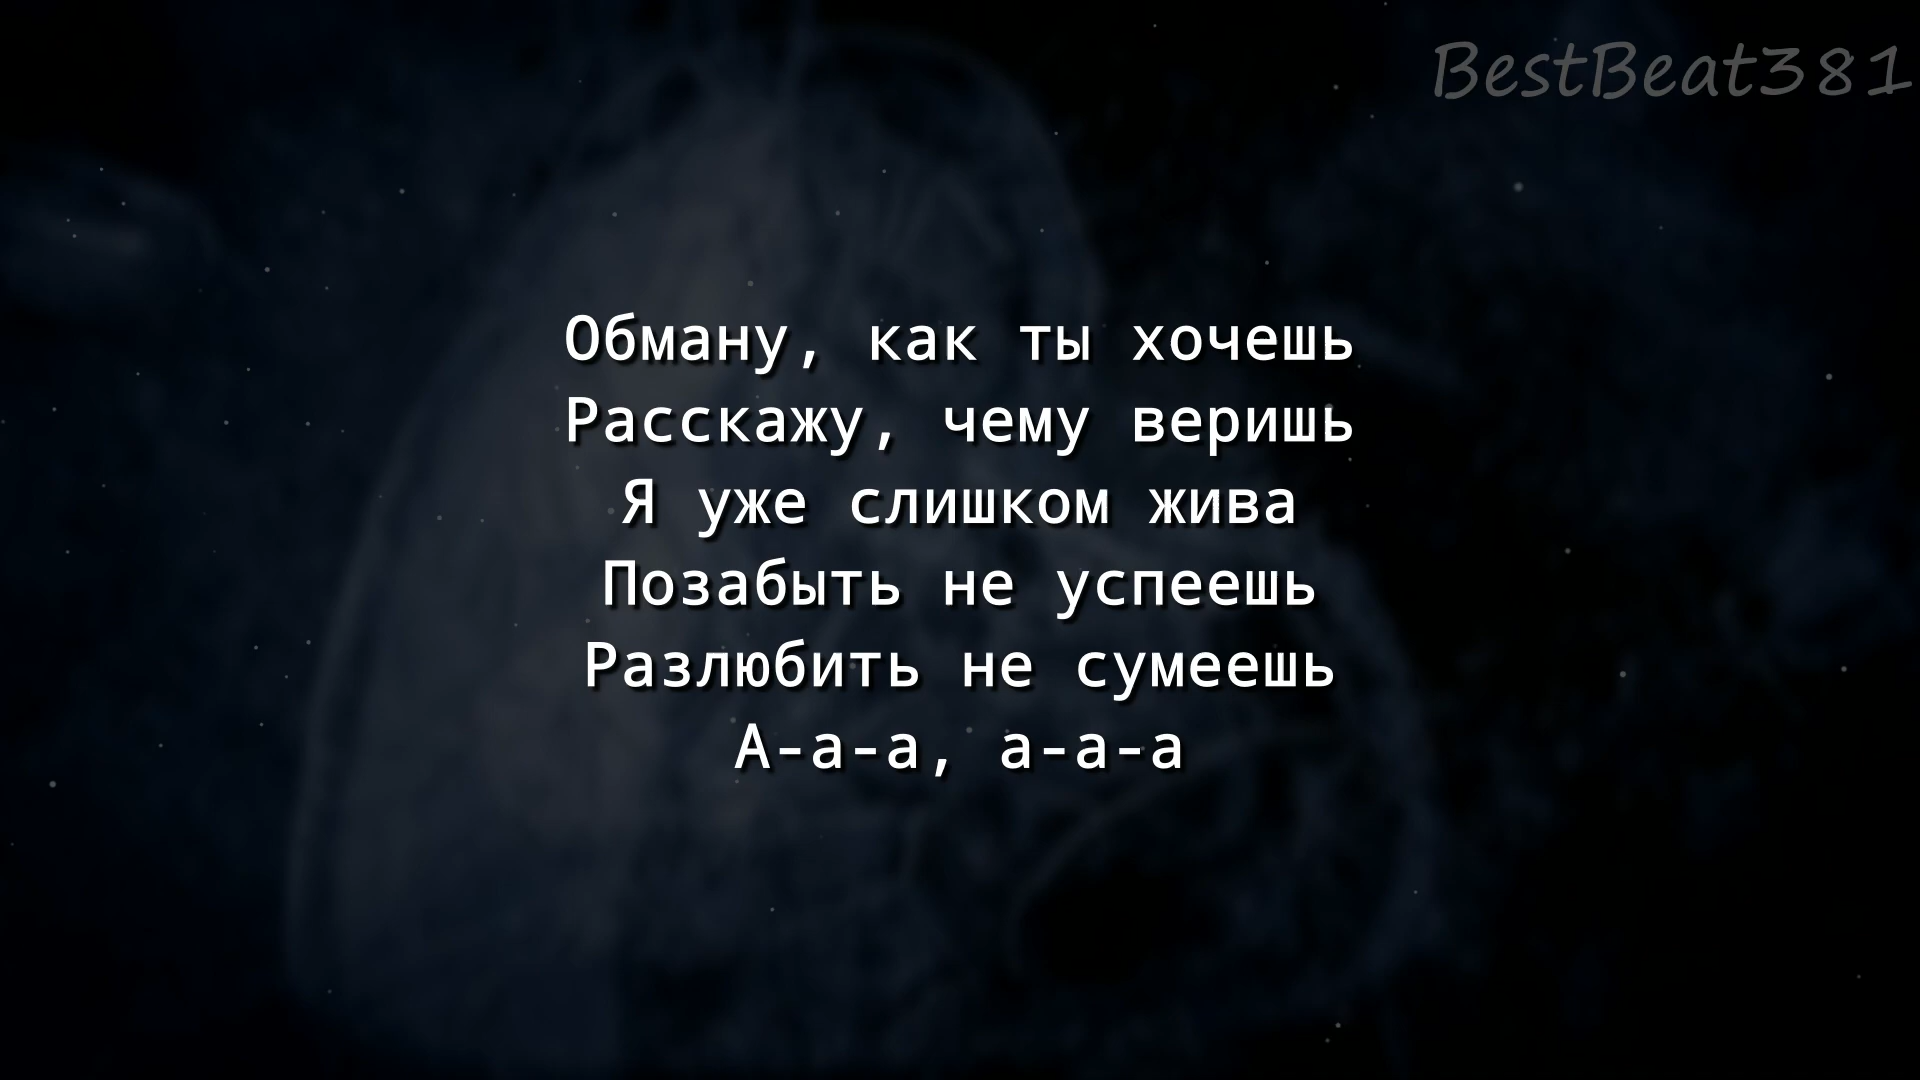 BestBeat381
Обману, как ты хочешь
Расскажу, чему веришь
Я уже слишком жива
Позабыть не успеешь
Разлюбить не сумеешь
А-а-а, а-а-а